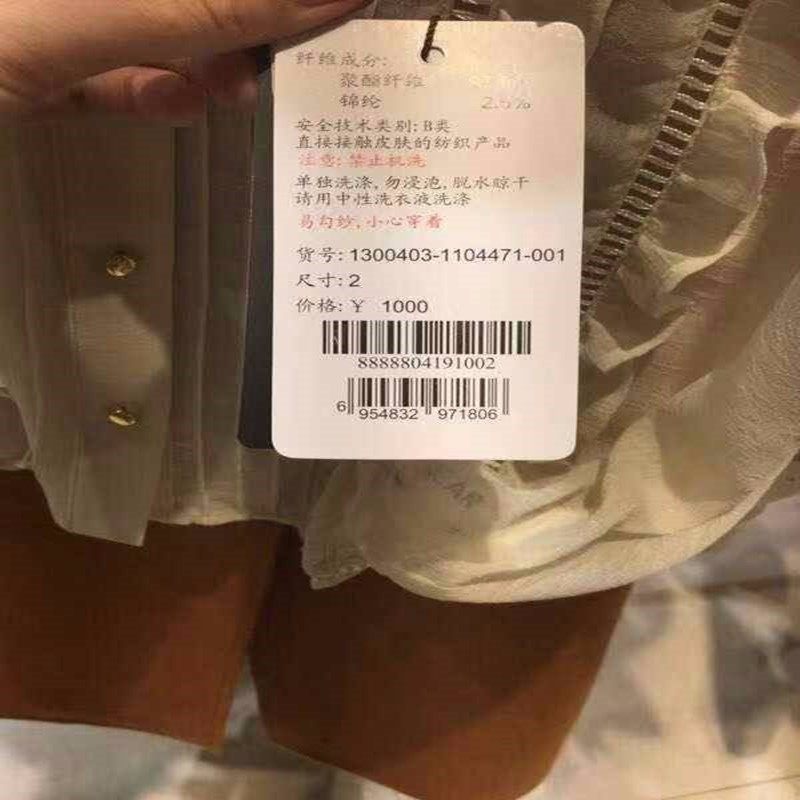 纤维成分:
聚酯纤维
锦纶 2.6%
安全技术类别: B类
直接接触皮肤的纺织产品
注意: 禁止机洗
单独洗涤, 勿浸泡, 脱水晾干
请用中性洗衣液洗涤
易勾纱, 小心穿着
货号: 1300403-1104471-001
尺寸: 2
价格: ¥ 1000
8888804191002
6 954832 971806